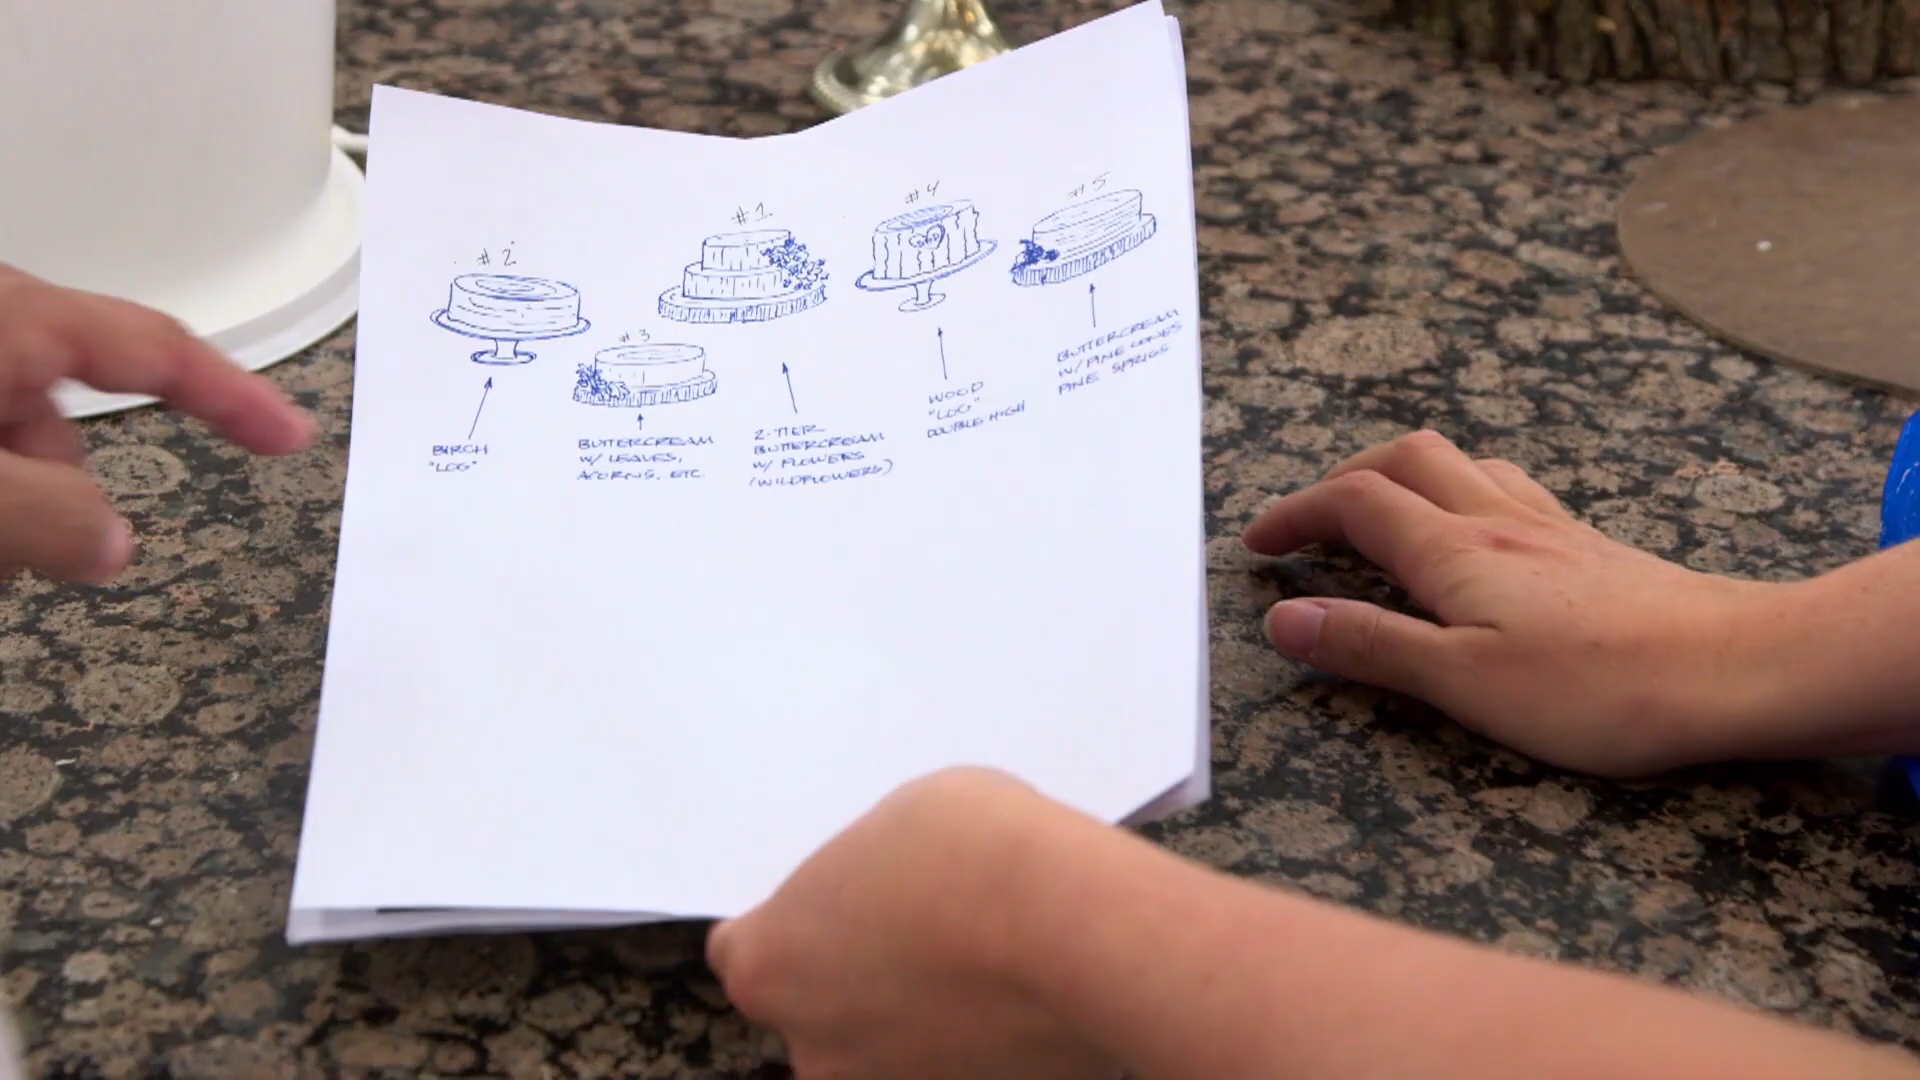 #2
BIRCH
"LOG"
#3
BUTTERCREAM
W/ LEAVES,
ACORNS, ETC
#1
2-TIER
BUTTERCREAM
W/ FLOWERS
(WILDFLOWERS)
#4
WOOD
"LOG"
DOUBLE HIGH
#5
BUTTERCREAM
W/ PINE CONES
PINE SPRIGS